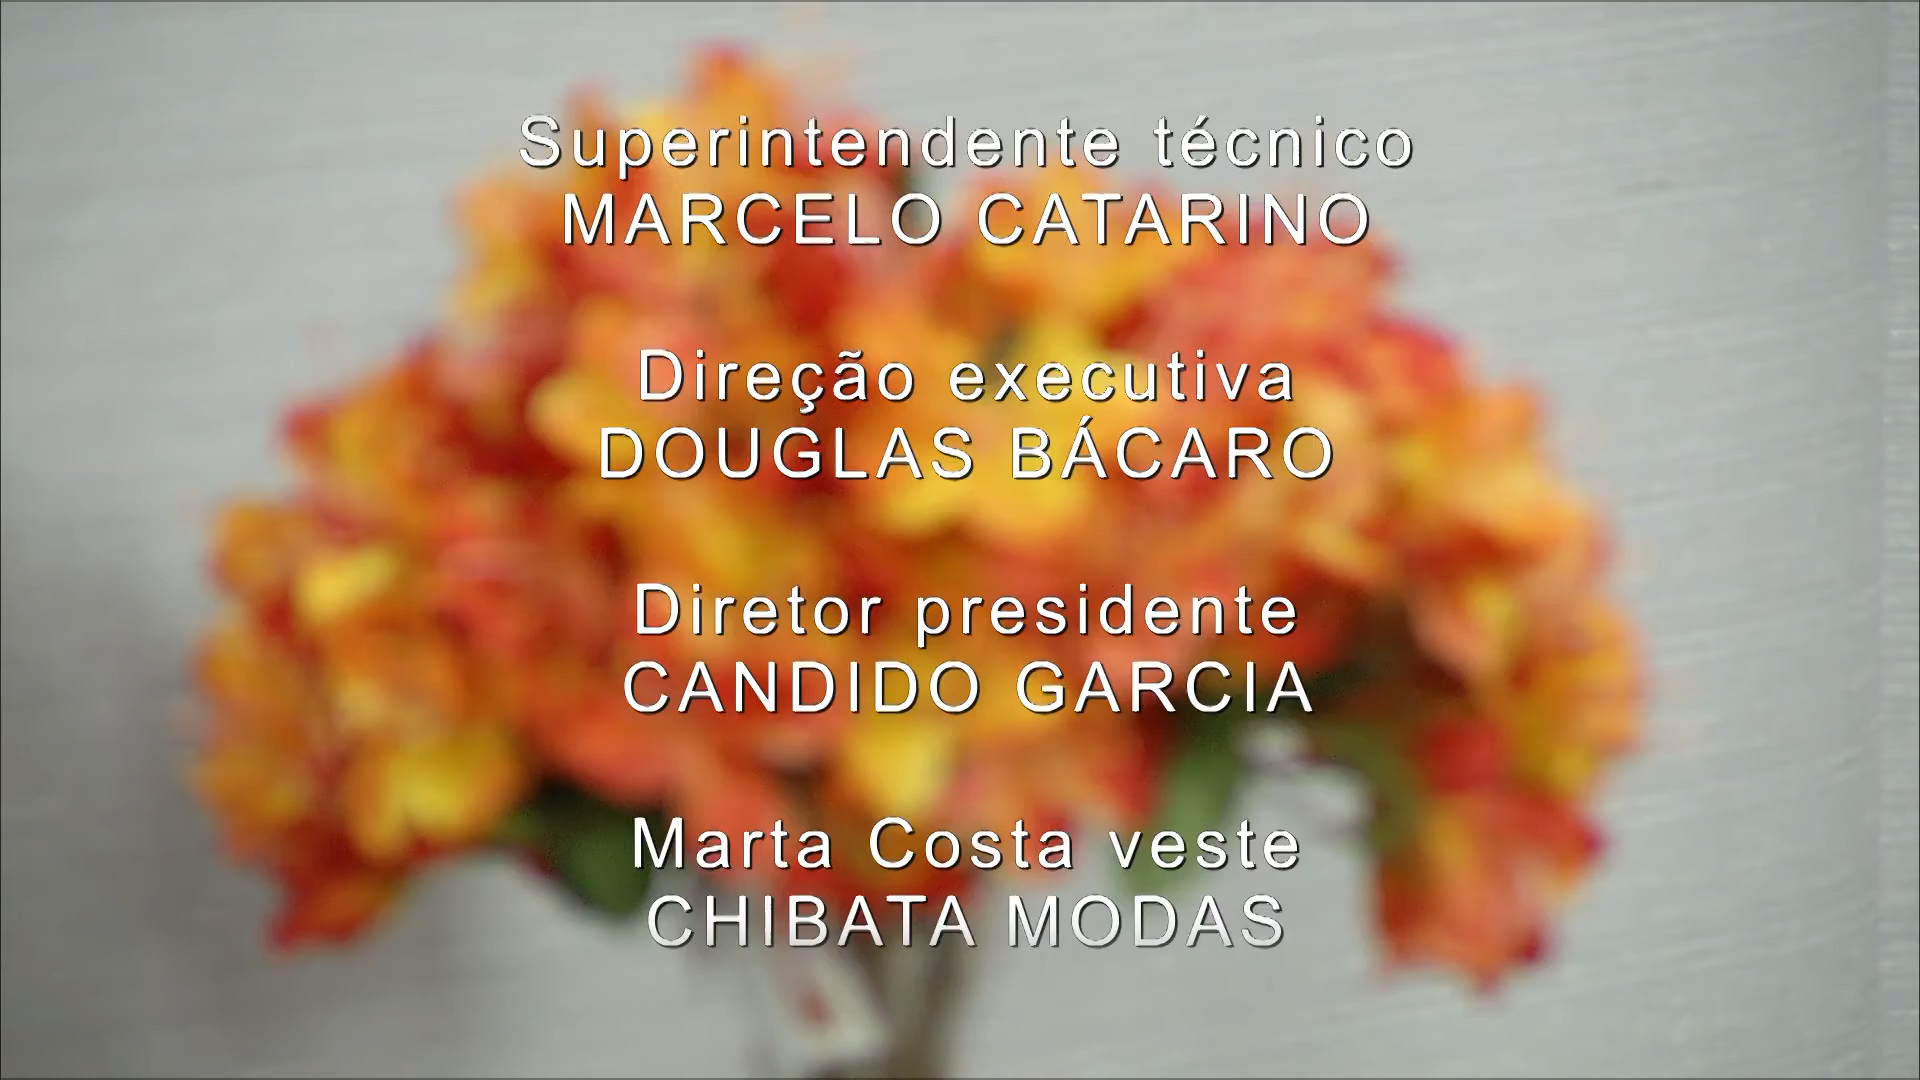 Superintendente técnico
MARCELO CATARINO
Direção executiva
DOUGLAS BÁCARO
Diretor presidente
CANDIDO GARCIA
Marta Costa veste
CHIBATA MODAS